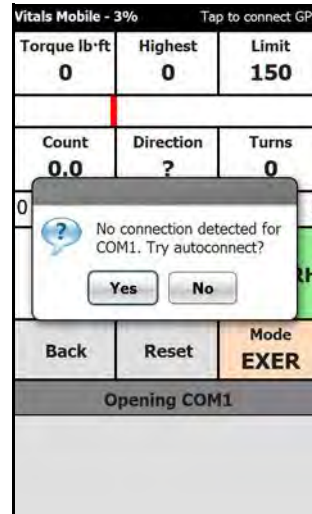 Vitals Mobile - 3% Tap to connect GP
Torque lb·ft Highest Limit
0 0 150
Count Direction Turns
0.0 ? 0
0
No connection detected for
COM1. Try autoconnect?
Yes No
Back Reset Mode
EXER
Opening COM1